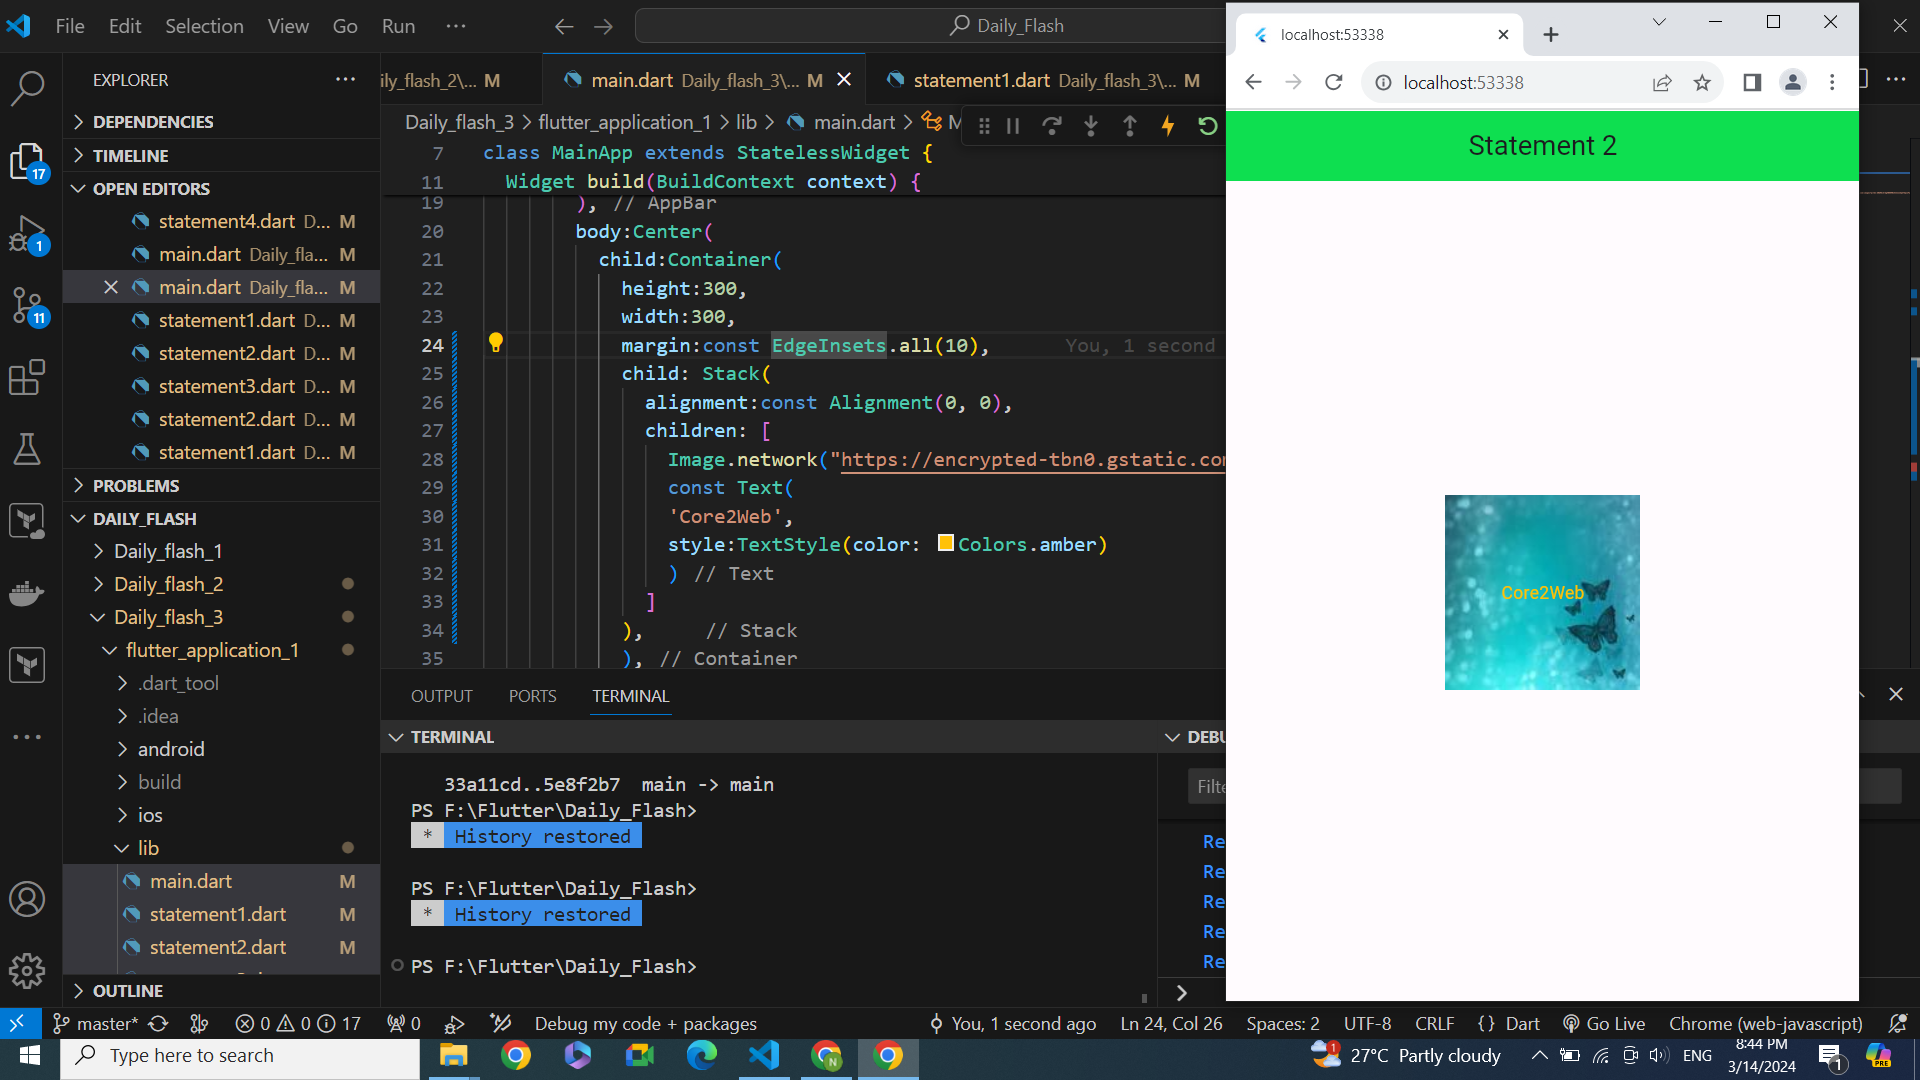 File Edit Selection View Go Run ··· Daily_Flash
EXPLORER
DEPENDENCIES
TIMELINE
OPEN EDITORS
statement4.dart D... M
main.dart Daily_fla... M
main.dart Daily_fla... M
statement1.dart D... M
statement2.dart D... M
statement3.dart D... M
statement2.dart D... M
statement1.dart D... M
PROBLEMS
DAILY_FLASH
Daily_flash_1
Daily_flash_2
Daily_flash_3
flutter_application_1
.dart_tool
.idea
android
build
ios
lib
main.dart M
statement1.dart M
statement2.dart M
OUTLINE
17
1
11
ily_flash_2\... M main.dart Daily_flash_3\... M statement1.dart Daily_flash_3\... M
Daily_flash_3 > flutter_application_1 > lib > main.dart > M
7 class MainApp extends StatelessWidget {
11 Widget build(BuildContext context) {
19 ), // AppBar
20 body:Center(
21 child:Container(
22 height:300,
23 width:300,
24 margin:const EdgeInsets.all(10), You, 1 second
25 child: Stack(
26 alignment:const Alignment(0, 0),
27 children: [
28 Image.network("https://encrypted-tbn0.gstatic.com
29 const Text(
30 'Core2Web',
31 style:TextStyle(color: Colors.amber)
32 ) // Text
33 ]
34 ), // Stack
35 ), // Container
OUTPUT PORTS TERMINAL
TERMINAL
33a11cd..5e8f2b7 main -> main
PS F:\Flutter\Daily_Flash>
* History restored
PS F:\Flutter\Daily_Flash>
* History restored
PS F:\Flutter\Daily_Flash>
DEBU
Filte
Re
Re
Re
Re
Re
localhost:53338
localhost:53338
Statement 2
Core2Web
master* 0 0 17 0 Debug my code + packages You, 1 second ago Ln 24, Col 26 Spaces: 2 UTF-8 CRLF {} Dart Go Live Chrome (web-javascript)
Type here to search
1 27°C Partly cloudy ENG 8:44 PM 1 PRE
3/14/2024